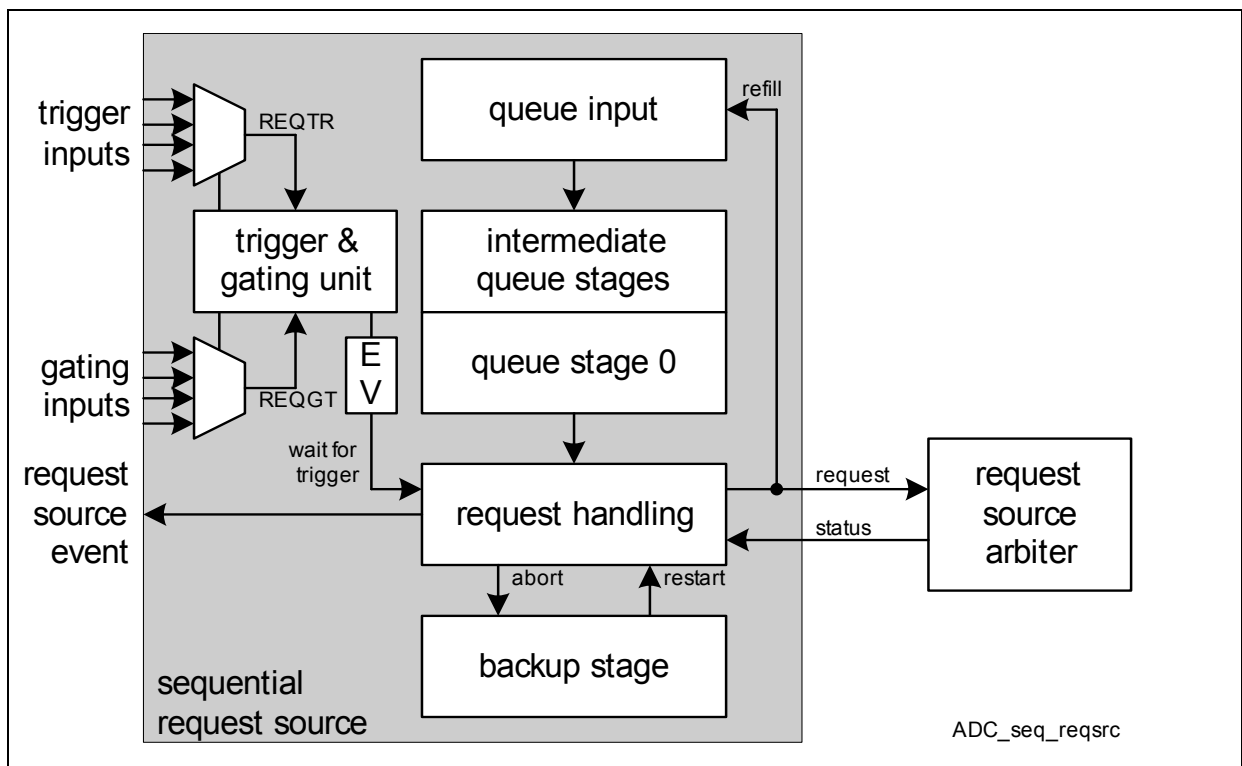 trigger
inputs
REQTR
queue input
refill
trigger &
gating unit
intermediate
queue stages
queue stage 0
gating
inputs
REQGT
E
V
wait for
trigger
request
source
event
request handling
request
status
request
source
arbiter
abort
restart
backup stage
sequential
request source
ADC_seq_reqsrc